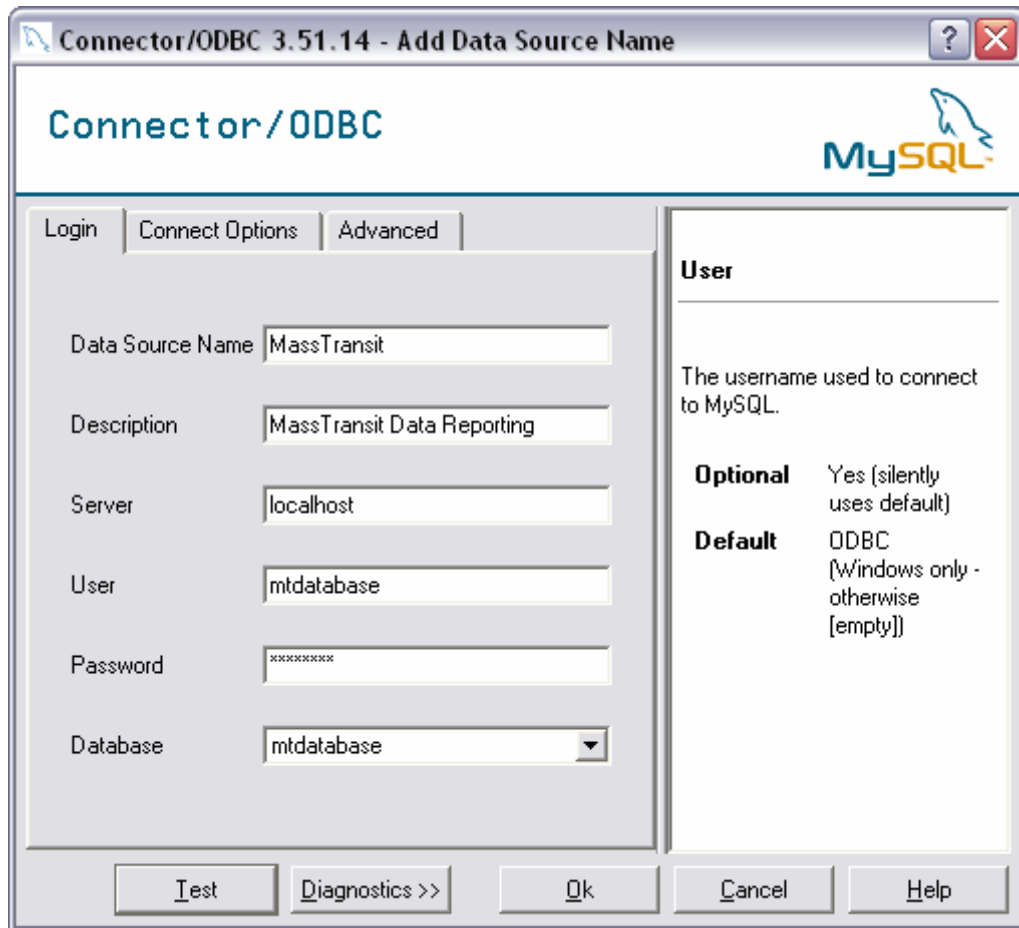 Connector/ODBC 3.51.14 - Add Data Source Name
Connector/ODBC
MySQL
Login
Connect Options
Advanced
Data Source Name
MassTransit
Description
MassTransit Data Reporting
Server
localhost
User
mtdatabase
Password
********
Database
mtdatabase
User
The username used to connect
to MySQL.
Optional
Yes (silently
uses default)
Default
ODBC
(Windows only -
otherwise
[empty])
Test
Diagnostics >>
Ok
Cancel
Help